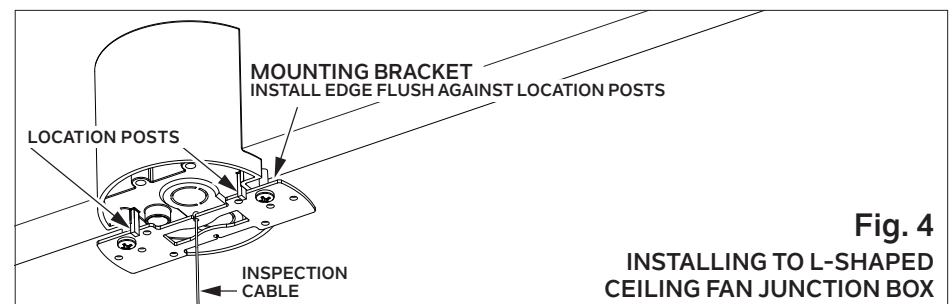 MOUNTING BRACKET
INSTALL EDGE FLUSH AGAINST LOCATION POSTS
LOCATION POSTS
INSPECTION
CABLE
Fig. 4
INSTALLING TO L-SHAPED
CEILING FAN JUNCTION BOX